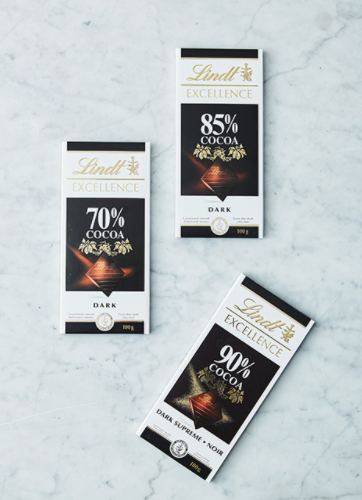 Lindt
EXCELLENCE
85%
COCOA
DARK
100g
Lindt
EXCELLENCE
70%
COCOA
DARK
100g
Lindt
EXCELLENCE
90%
COCOA
DARK SUPREME • NOIR
100g